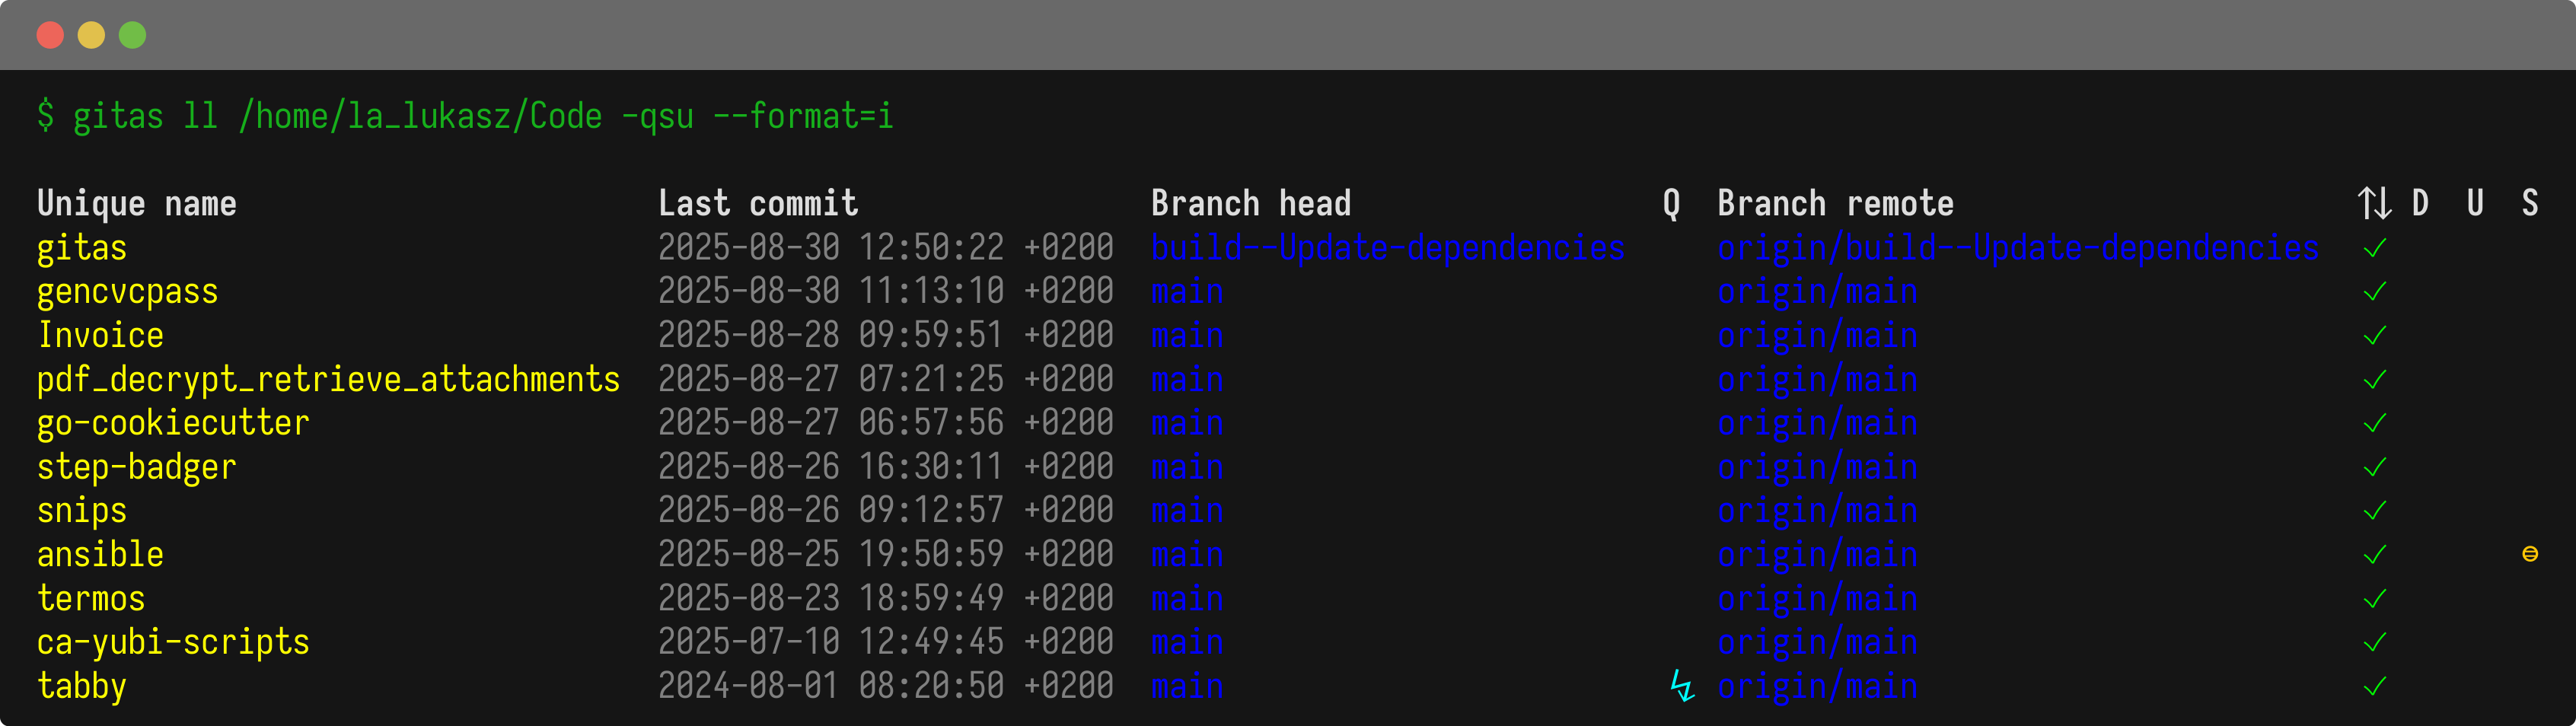 $ gitas ll /home/la_lukasz/Code -qsu --format=i
Unique name Last commit Branch head Q Branch remote ↑↓ D U S
gitas 2025-08-30 12:50:22 +0200 build--Update-dependencies origin/build--Update-dependencies ✓
gencvcpass 2025-08-30 11:13:10 +0200 main origin/main ✓
Invoice 2025-08-28 09:59:51 +0200 main origin/main ✓
pdf_decrypt_retrieve_attachments 2025-08-27 07:21:25 +0200 main origin/main ✓
go-cookiecutter 2025-08-27 06:57:56 +0200 main origin/main ✓
step-badger 2025-08-26 16:30:11 +0200 main origin/main ✓
snips 2025-08-26 09:12:57 +0200 main origin/main ✓
ansible 2025-08-25 19:50:59 +0200 main origin/main ✓ ⊜
termos 2025-08-23 18:59:49 +0200 main origin/main ✓
ca-yubi-scripts 2025-07-10 12:49:45 +0200 main origin/main ✓
tabby 2024-08-01 08:20:50 +0200 main ↯ origin/main ✓